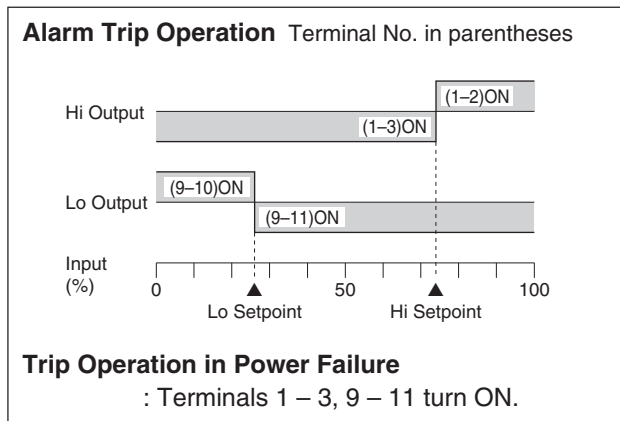 Alarm Trip Operation Terminal No. in parentheses
Hi Output
(1–2)ON
(1–3)ON
Lo Output
(9–10)ON
(9–11)ON
Input
(%)
0
50
100
Lo Setpoint
Hi Setpoint
Trip Operation in Power Failure
: Terminals 1 – 3, 9 – 11 turn ON.